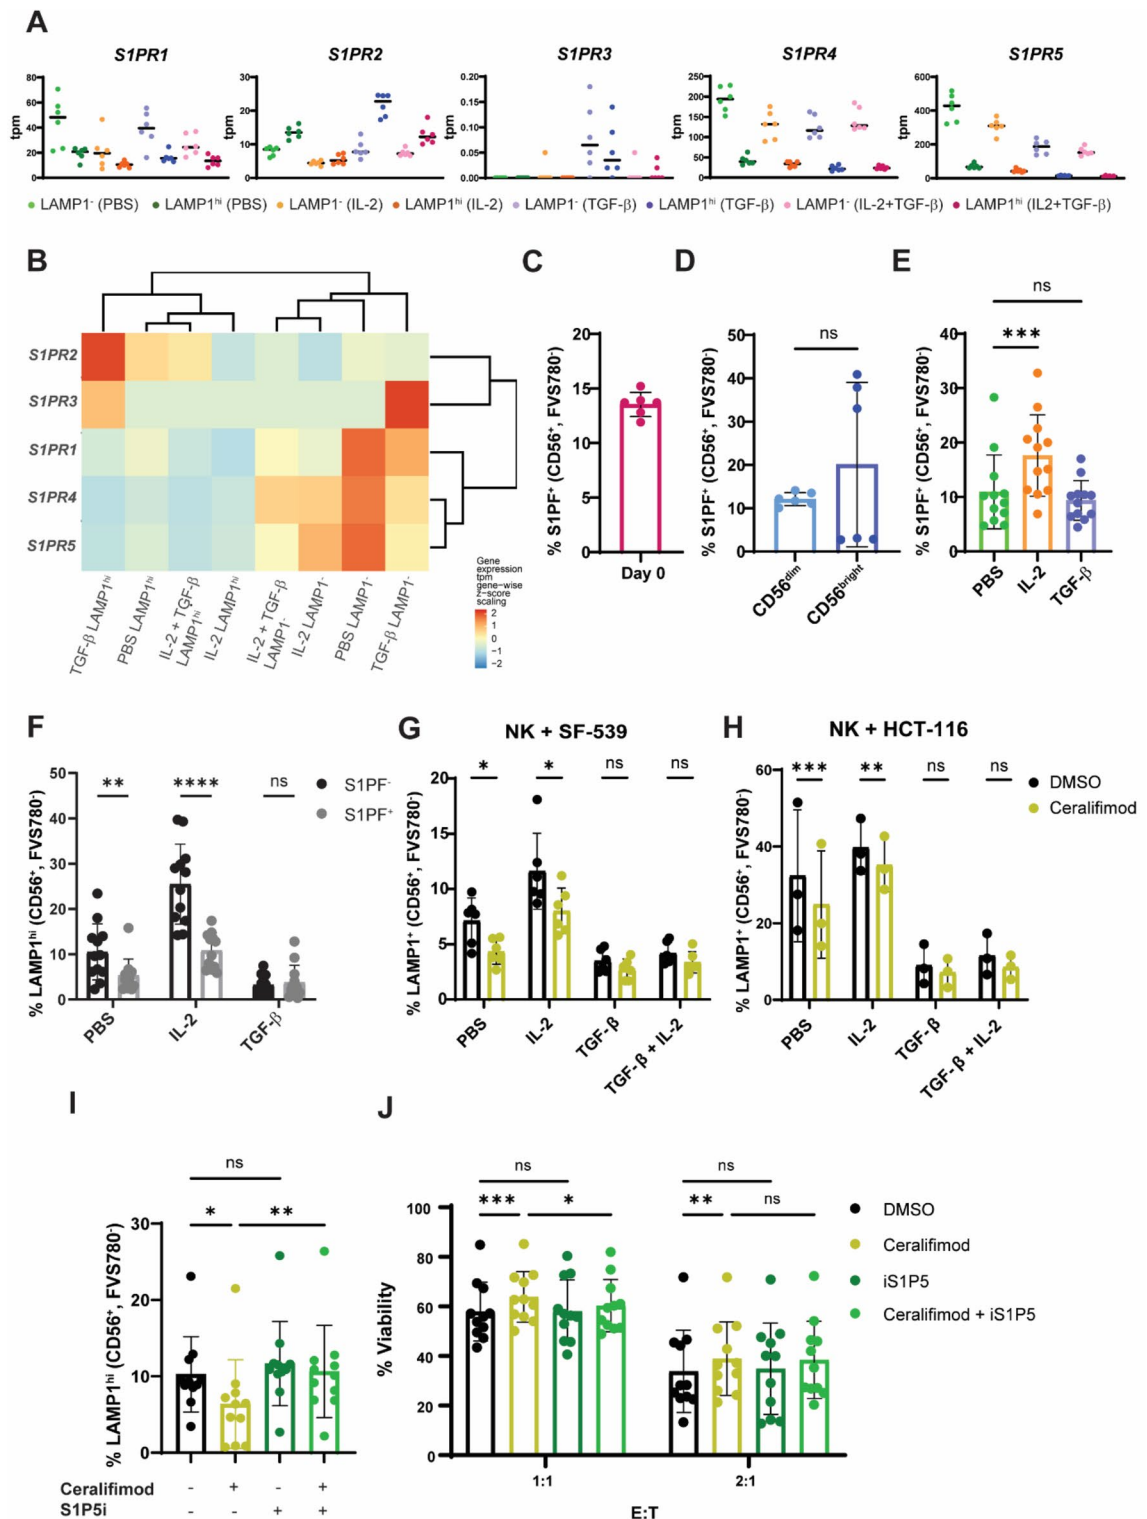 A
S1PR1
S1PR2
S1PR3
S1PR4
S1PR5
tpm
80
60
40
20
0
tpm
30
20
10
0
tpm
0.20
0.15
0.10
0.05
0.00
tpm
250
200
150
100
50
0
tpm
600
400
200
0
LAMP1⁻ (PBS) LAMP1ʰⁱ (PBS) LAMP1⁻ (IL-2) LAMP1ʰⁱ (IL-2) LAMP1⁻ (TGF-β) LAMP1ʰⁱ (TGF-β) LAMP1⁻ (IL-2+TGF-β) LAMP1ʰⁱ (IL2+TGF-β)
B
S1PR2
S1PR3
S1PR1
S1PR4
S1PR5
TGF-β LAMP1ʰⁱ
PBS LAMP1ʰⁱ
IL-2 + TGF-β
LAMP1ʰⁱ
IL-2 LAMP1ʰⁱ
IL-2 + TGF-β
LAMP1⁻
IL-2 LAMP1⁻
PBS LAMP1⁻
TGF-β LAMP1⁻
Gene
expression
tpm
gene-wise
z-score
scaling
2
1
0
−1
−2
C
% S1PF⁺ (CD56⁺, FVS780⁻)
20
15
10
5
0
Day 0
D
% S1PF⁺ (CD56⁺, FVS780⁻)
50
40
30
20
10
0
ns
CD56ᵈⁱᵐ
CD56ᵇʳⁱᵍʰᵗ
E
% S1PF⁺ (CD56⁺, FVS780⁻)
40
30
20
10
0
ns
***
PBS
IL-2
TGF-β
F
% LAMP1ʰⁱ (CD56⁺, FVS780⁻)
50
40
30
20
10
0
** **** ns
S1PF⁻
S1PF⁺
PBS
IL-2
TGF-β
G
NK + SF-539
% LAMP1⁺ (CD56⁺, FVS780⁻)
20
15
10
5
0
* * ns ns
PBS
IL-2
TGF-β
TGF-β + IL-2
H
NK + HCT-116
% LAMP1⁺ (CD56⁺, FVS780⁻)
60
40
20
0
*** ** ns ns
DMSO
Ceralifimod
PBS
IL-2
TGF-β
TGF-β + IL-2
I
% LAMP1ʰⁱ (CD56⁺, FVS780⁻)
30
20
10
0
ns
* **
Ceralifimod - + - +
S1P5i - - + +
J
% Viability
100
80
60
40
20
0
ns ns
*** * ** ns
DMSO
Ceralifimod
iS1P5
Ceralifimod + iS1P5
1:1 2:1
E:T